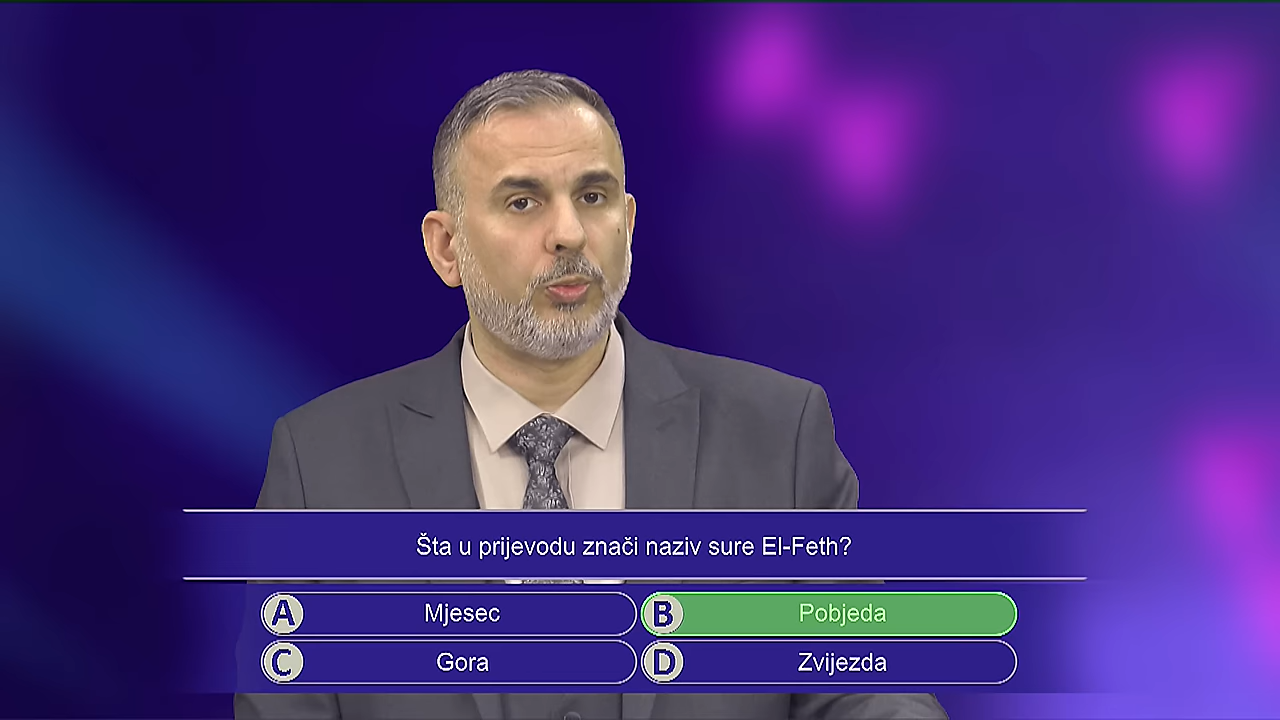 Šta u prijevodu znači naziv sure El-Feth?
A Mjesec
B Pobjeda
C Gora
D Zvijezda